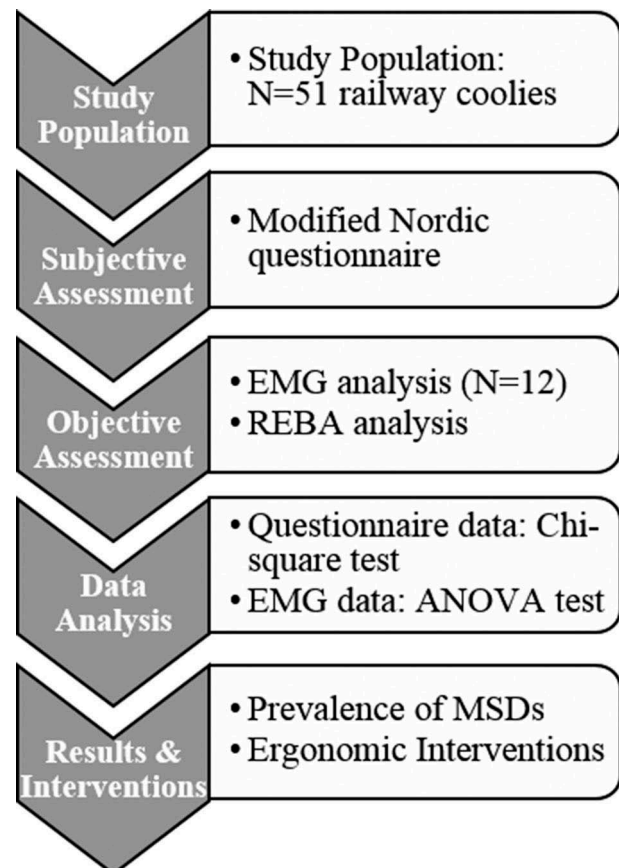 Study
Population
• Study Population:
N=51 railway coolies
Subjective
Assessment
• Modified Nordic
questionnaire
Objective
Assessment
• EMG analysis (N=12)
• REBA analysis
Data
Analysis
• Questionnaire data: Chi-
square test
• EMG data: ANOVA test
Results &
Interventions
• Prevalence of MSDs
• Ergonomic Interventions